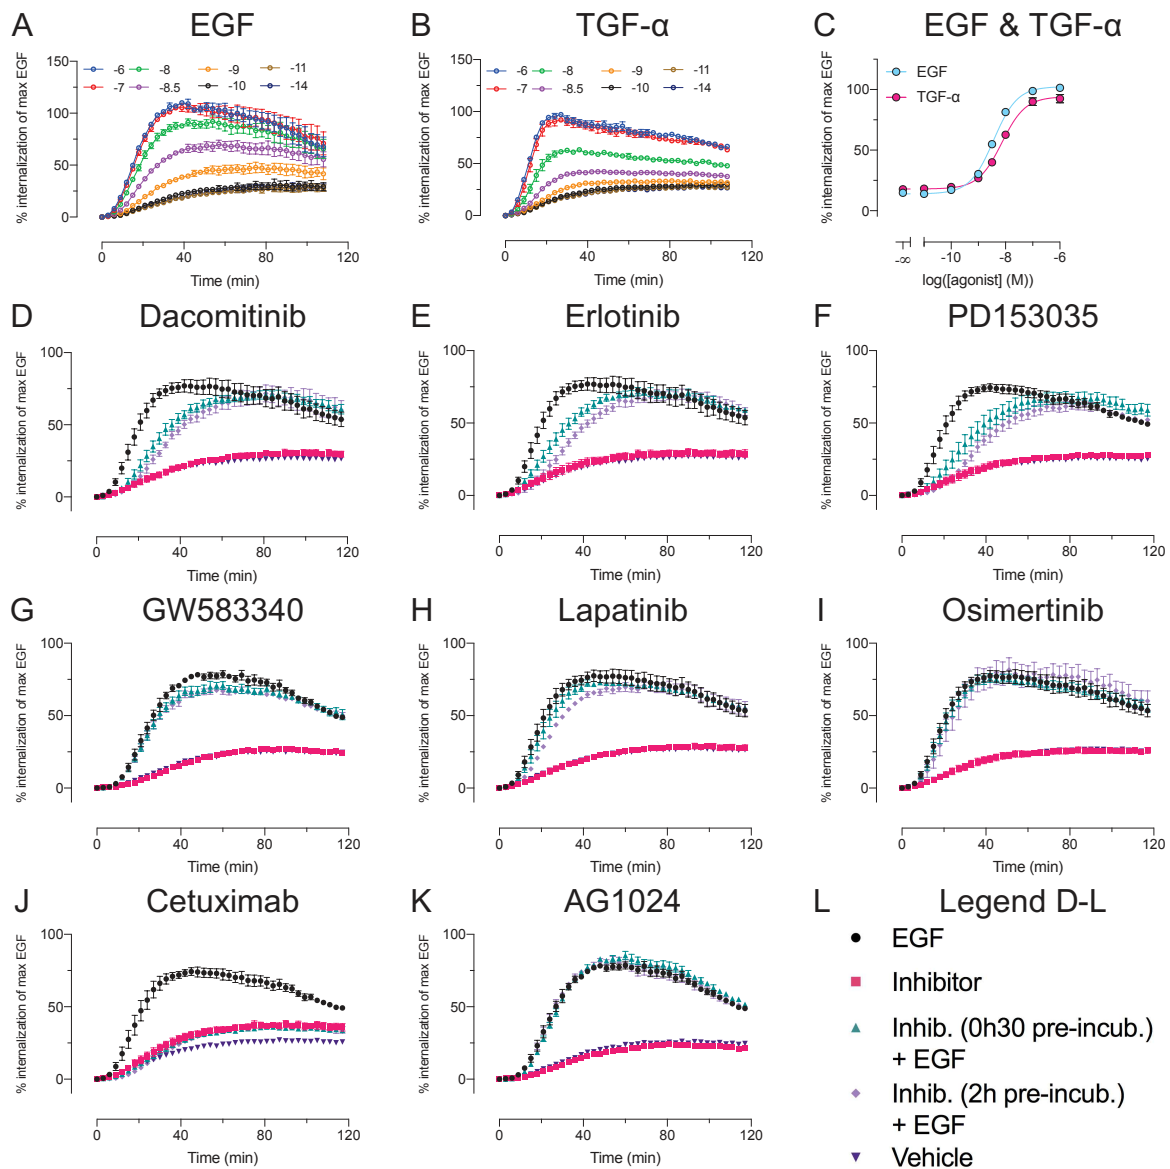 A EGF
% internalization of max EGF
150
100
50
0
-6 -8 -9 -11
-7 -8.5 -10 -14
0 40 80 120
Time (min)
B TGF-α
% internalization of max EGF
150
100
50
0
-6 -8 -9 -11
-7 -8.5 -10 -14
0 40 80 120
Time (min)
C EGF & TGF-α
% internalization of max EGF
100
50
0
EGF
TGF-α
-∞ -10 -8 -6
log([agonist] (M))
D Dacomitinib
% internalization of max EGF
100
50
0
0 40 80 120
Time (min)
E Erlotinib
% internalization of max EGF
100
50
0
0 40 80 120
Time (min)
F PD153035
% internalization of max EGF
100
50
0
0 40 80 120
Time (min)
G GW583340
% internalization of max EGF
100
50
0
0 40 80 120
Time (min)
H Lapatinib
% internalization of max EGF
100
50
0
0 40 80 120
Time (min)
I Osimertinib
% internalization of max EGF
100
50
0
0 40 80 120
Time (min)
J Cetuximab
% internalization of max EGF
100
50
0
0 40 80 120
Time (min)
K AG1024
% internalization of max EGF
100
50
0
0 40 80 120
Time (min)
L Legend D-L
EGF
Inhibitor
Inhib. (0h30 pre-incub.)
+ EGF
Inhib. (2h pre-incub.)
+ EGF
Vehicle